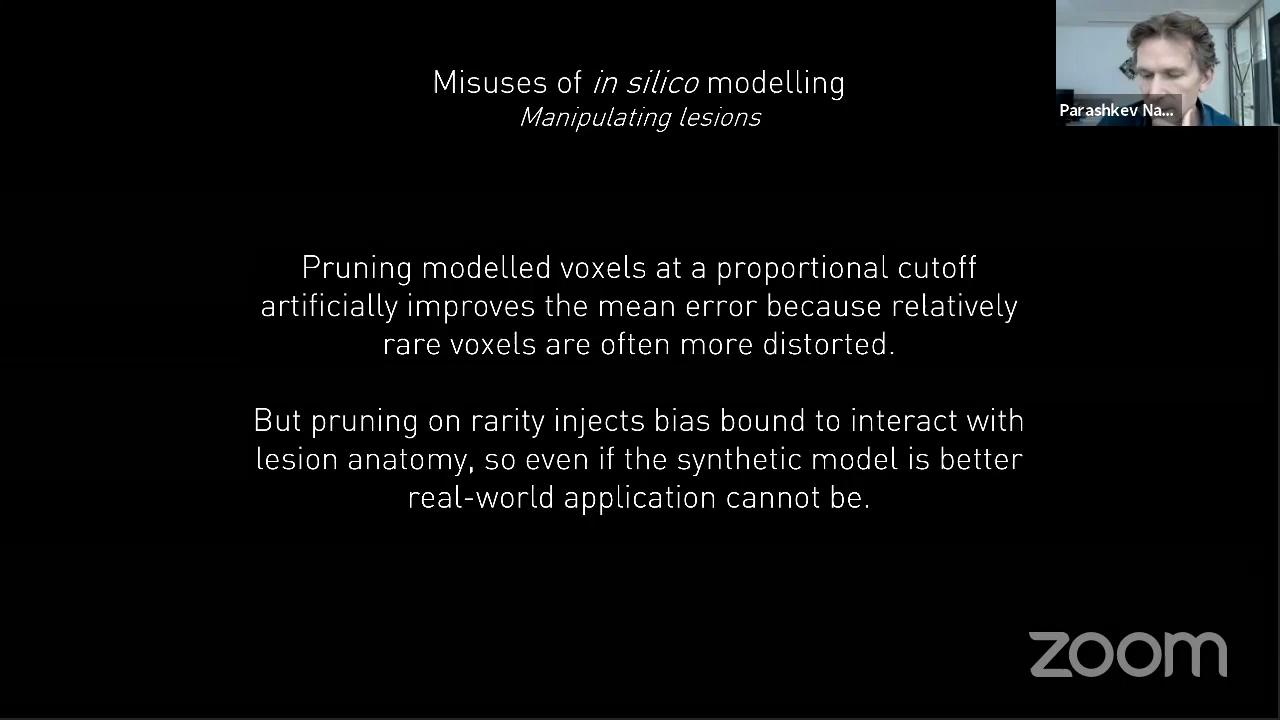 Misuses of in silico modelling
Manipulating lesions
Parashkev Na...
Pruning modelled voxels at a proportional cutoff
artificially improves the mean error because relatively
rare voxels are often more distorted.
But pruning on rarity injects bias bound to interact with
lesion anatomy, so even if the synthetic model is better
real-world application cannot be.
zoom